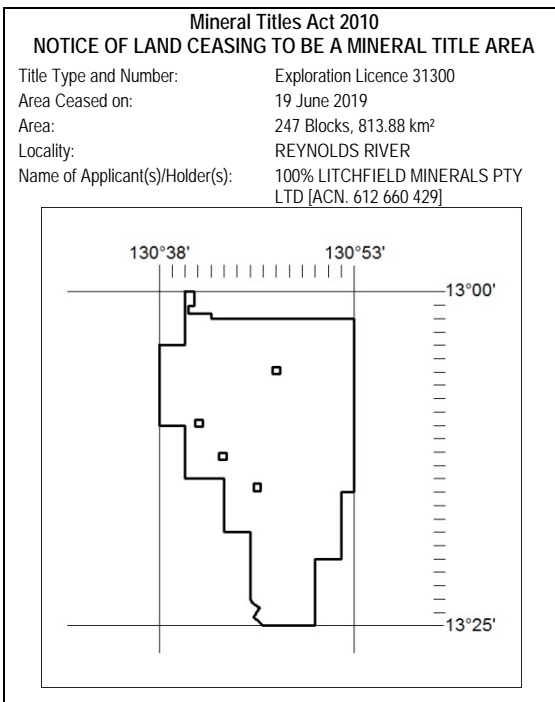 Mineral Titles Act 2010
NOTICE OF LAND CEASING TO BE A MINERAL TITLE AREA
Title Type and Number: Exploration Licence 31300
Area Ceased on: 19 June 2019
Area: 247 Blocks, 813.88 km²
Locality: REYNOLDS RIVER
Name of Applicant(s)/Holder(s): 100% LITCHFIELD MINERALS PTY
LTD [ACN. 612 660 429]
130°38' 130°53'
13°00'
13°25'